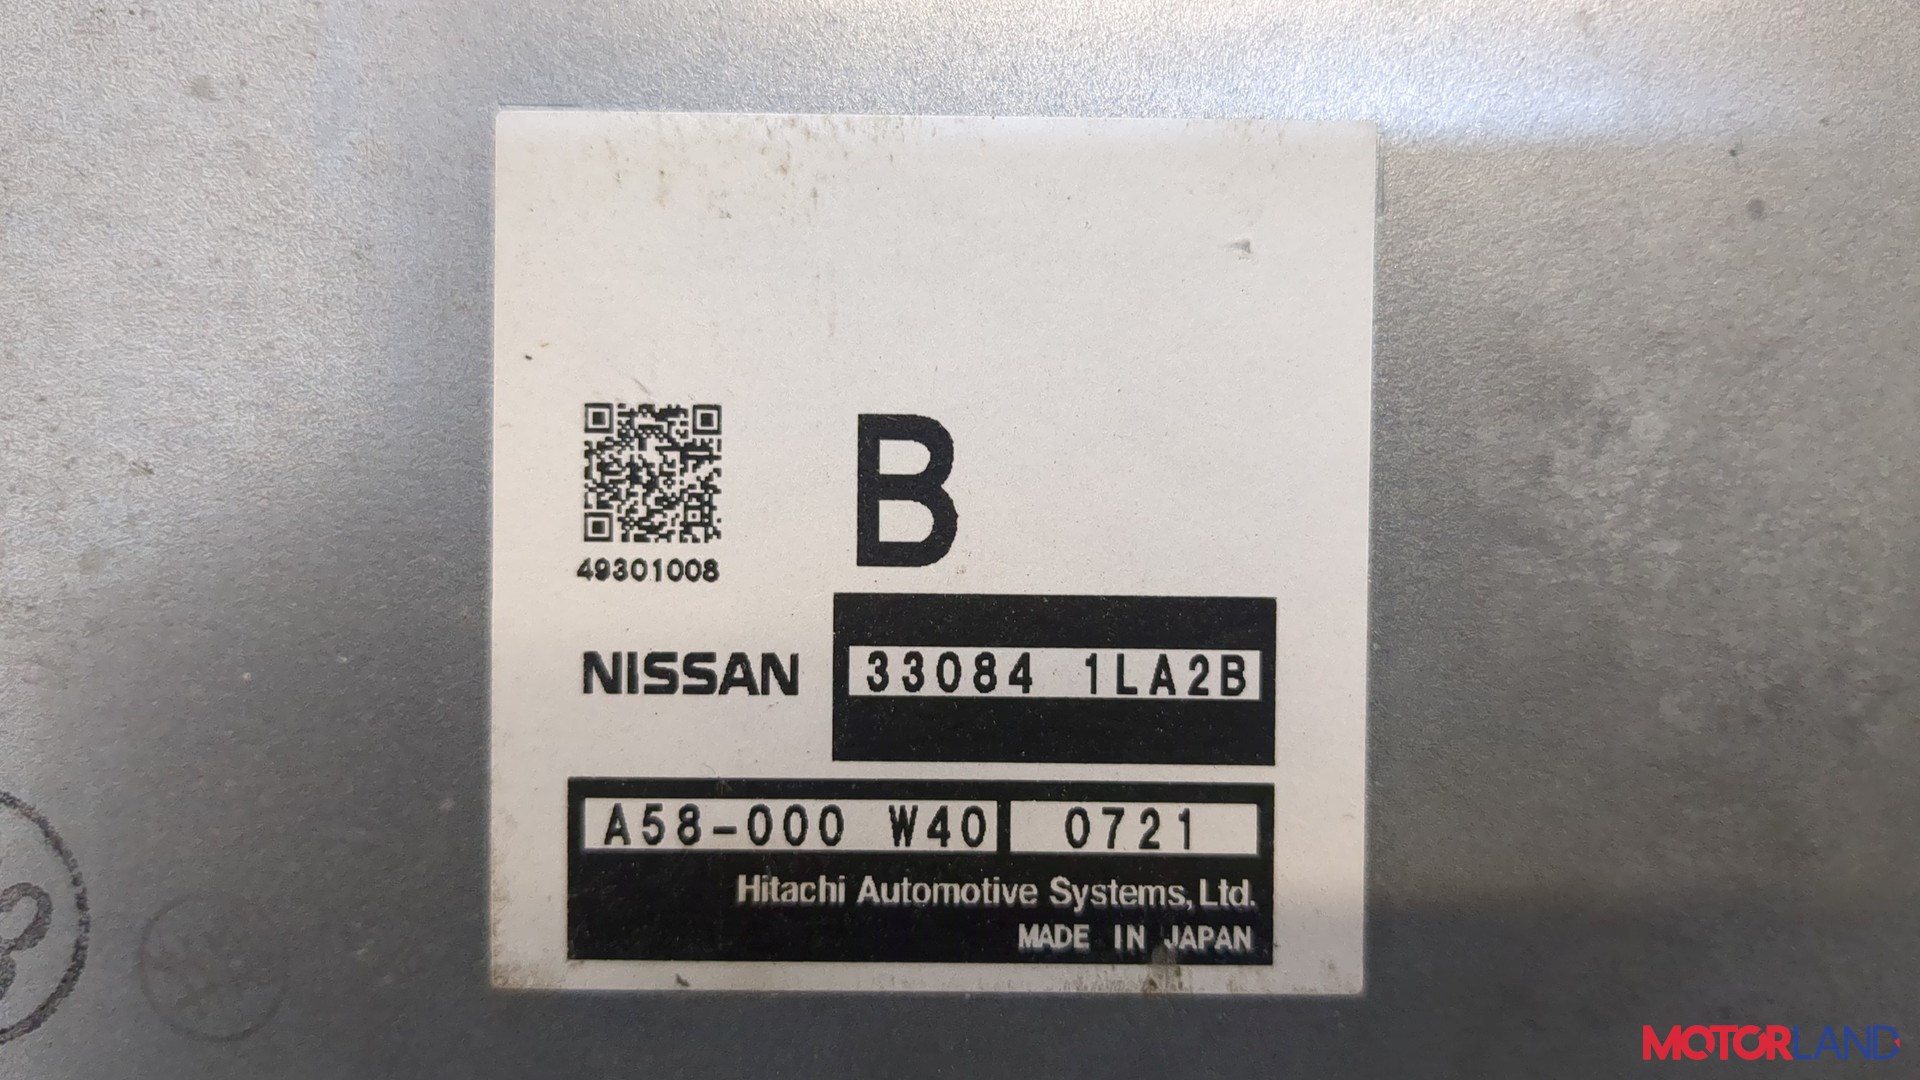 B
49301008
NISSAN 33084 1LA2B
A58-000 W40 0721
Hitachi Automotive Systems, Ltd.
MADE IN JAPAN
MOTORLAND